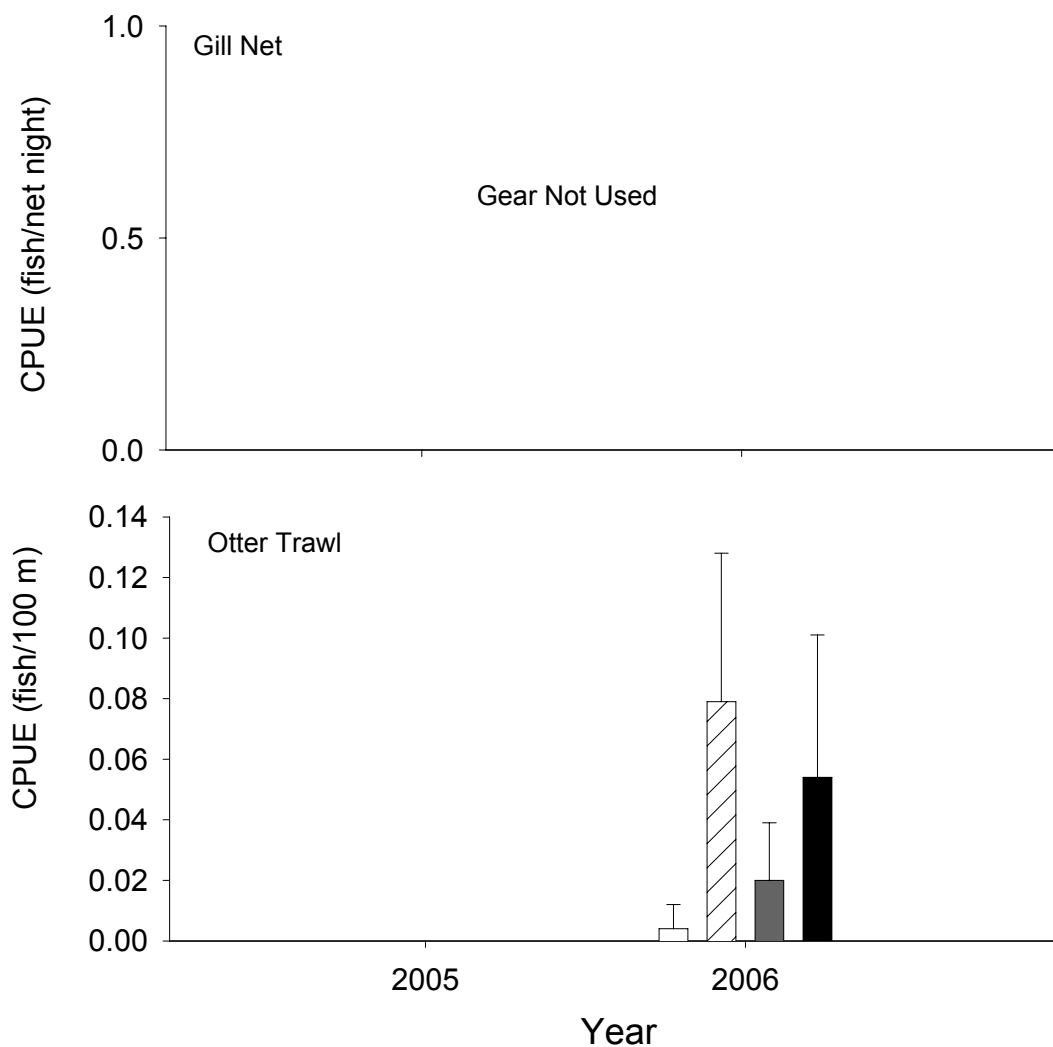 1.0
Gill Net
CPUE (fish/net night)
Gear Not Used
0.5
0.0
0.14
Otter Trawl
0.12
CPUE (fish/100 m)
0.10
0.08
0.06
0.04
0.02
0.00
2005 2006
Year